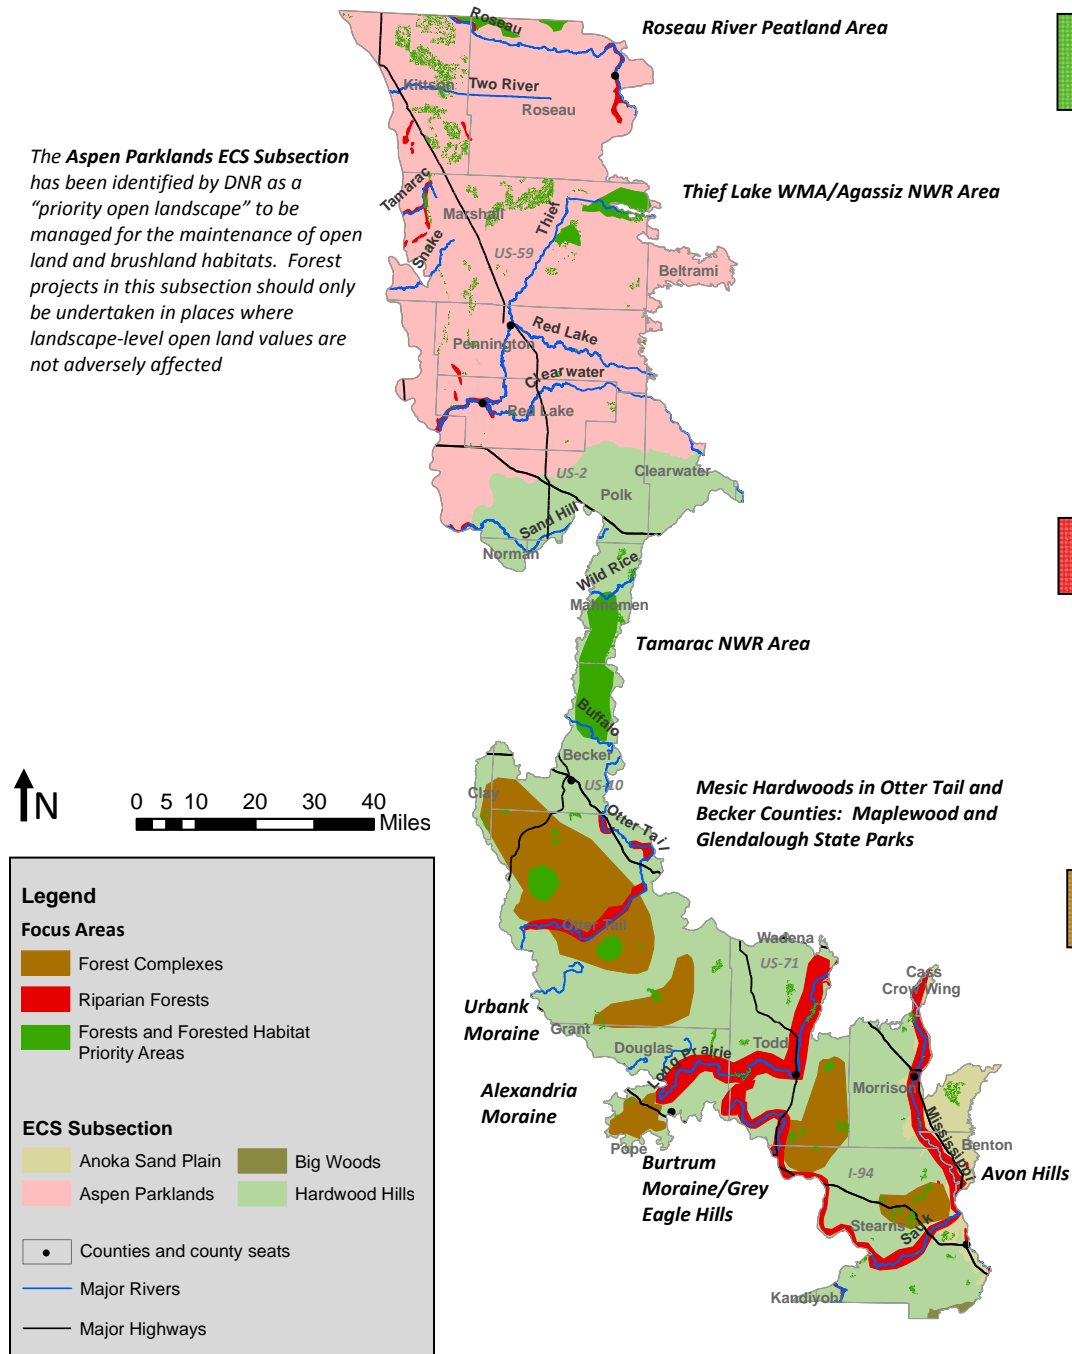 Roseau
Roseau River Peatland Area
Kittson
Two River
Roseau
The Aspen Parklands ECS Subsection
has been identified by DNR as a
“priority open landscape” to be
managed for the maintenance of open
land and brushland habitats. Forest
projects in this subsection should only
be undertaken in places where
landscape-level open land values are
not adversely affected
Tamarac
Marshall
Thief
Thief Lake WMA/Agassiz NWR Area
Snake
US-59
Beltrami
Red Lake
Pennington
Clearwater
Red Lake
US-2
Clearwater
Polk
Sand Hill
Norman
Wild Rice
Mahnomen
Tamarac NWR Area
Buffalo
Becker
US-10
Clay
Otter Tail
Mesic Hardwoods in Otter Tail and
Becker Counties: Maplewood and
Glendalough State Parks
N
0 5 10 20 30 40
Miles
Otter Tail
Wadena
US-71
Cass
Crow Wing
Urbank
Moraine
Grant
Douglas
Long Prairie
Todd
Morrison
Alexandria
Moraine
Mississippi
Benton
Pope
Burtrum
Moraine/Grey
Eagle Hills
I-94
Avon Hills
Stearns
Sauk
Kandiyohi
Legend
Focus Areas
Forest Complexes
Riparian Forests
Forests and Forested Habitat
Priority Areas
ECS Subsection
Anoka Sand Plain
Big Woods
Aspen Parklands
Hardwood Hills
Counties and county seats
Major Rivers
Major Highways